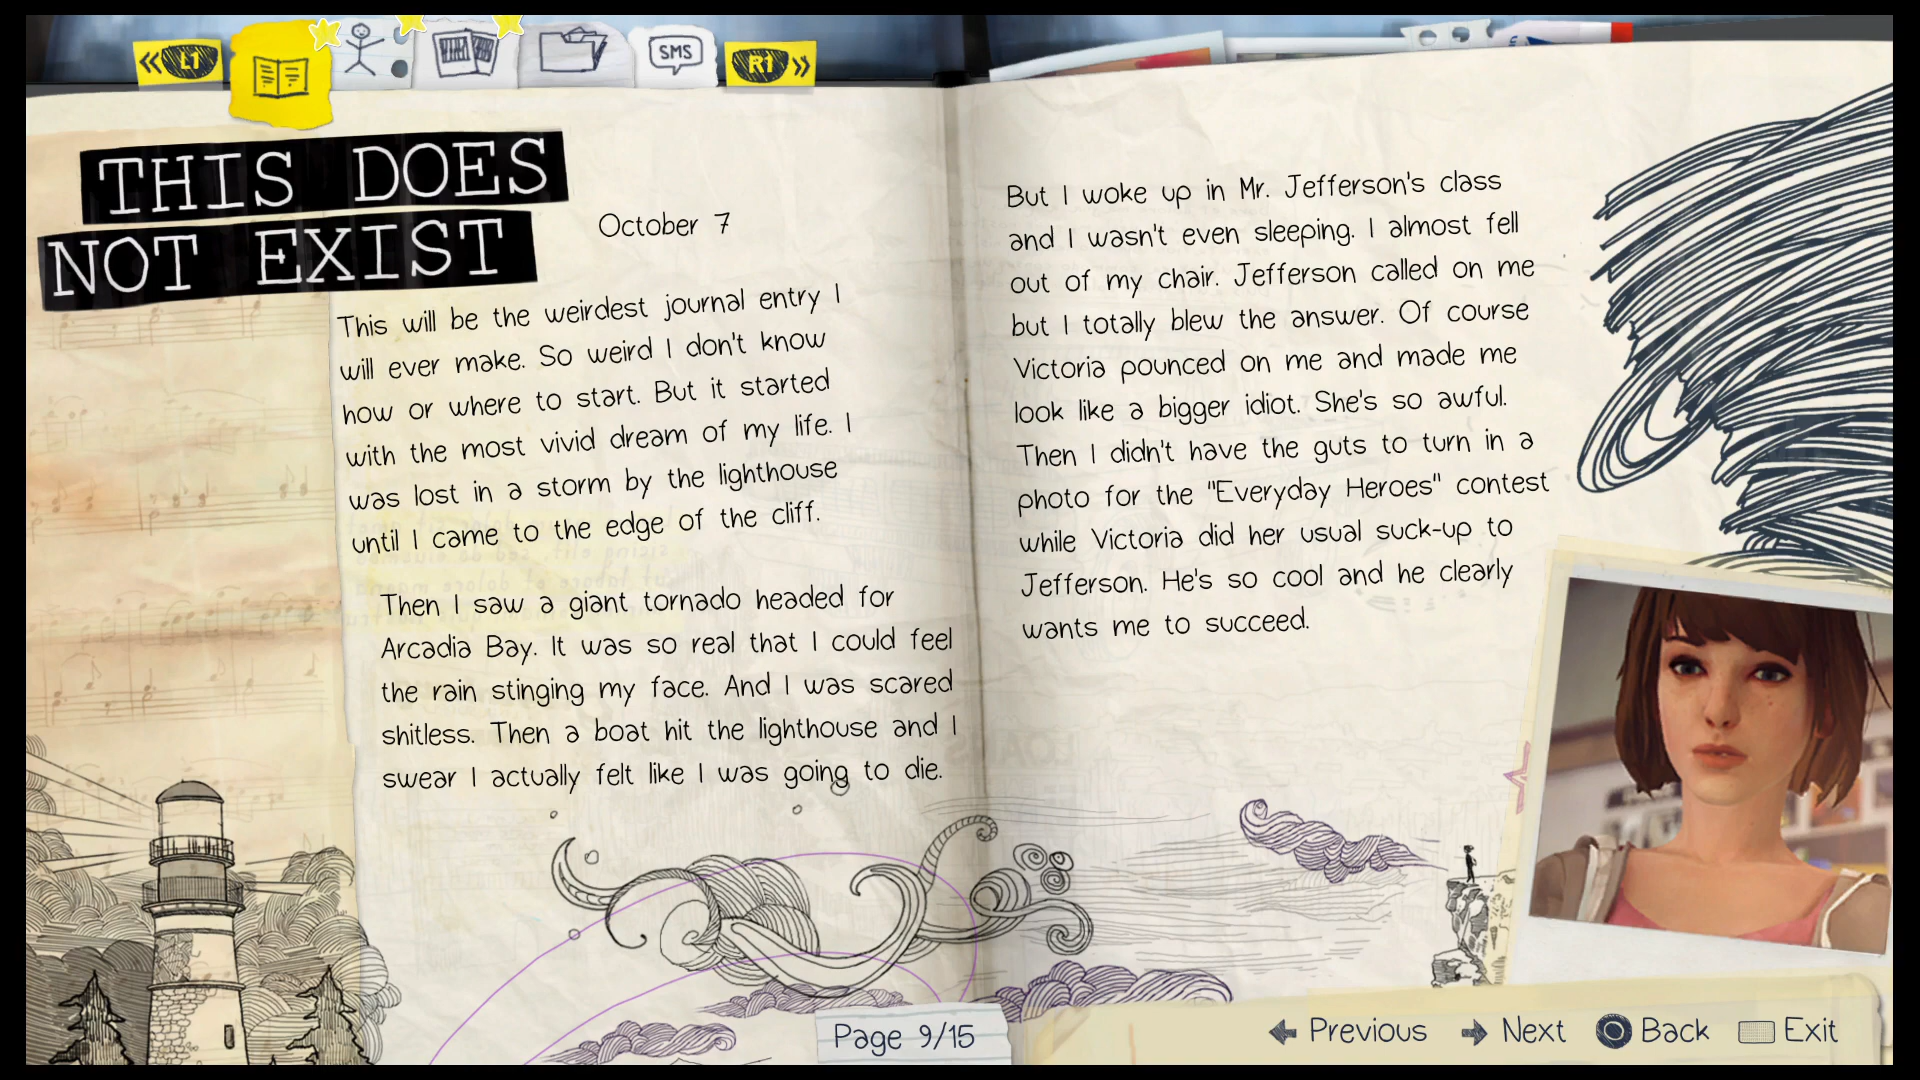 L1
SMS
R1
THIS DOES
NOT EXIST
October 7
This will be the weirdest journal entry I
will ever make. So weird I don't know
how or where to start. But it started
with the most vivid dream of my life. I
was lost in a storm by the lighthouse
until I came to the edge of the cliff.
Then I saw a giant tornado headed for
Arcadia Bay. It was so real that I could feel
the rain stinging my face. And I was scared
shitless. Then a boat hit the lighthouse and I
swear I actually felt like I was going to die.
But I woke up in Mr. Jefferson's class
and I wasn't even sleeping. I almost fell
out of my chair. Jefferson called on me
but I totally blew the answer. Of course
Victoria pounced on me and made me
look like a bigger idiot. She's so awful.
Then I didn't have the guts to turn in a
photo for the "Everyday Heroes" contest
while Victoria did her usual suck-up to
Jefferson. He's so cool and he clearly
wants me to succeed.
Page 9/15
Previous
Next
Back
Exit